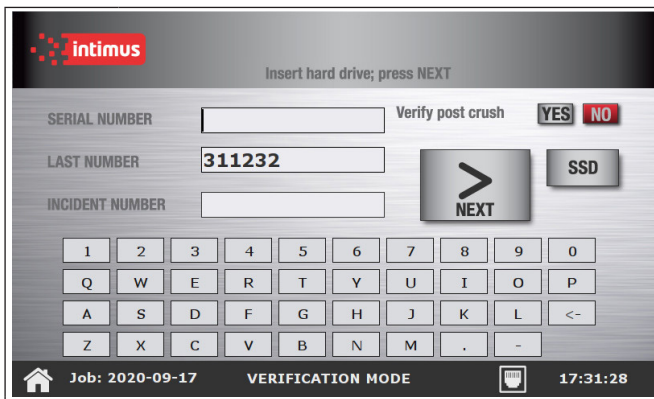 intimus
Insert hard drive; press NEXT
SERIAL NUMBER
Verify post crush YES NO
LAST NUMBER 311232
> NEXT
SSD
INCIDENT NUMBER
1 2 3 4 5 6 7 8 9 0
Q W E R T Y U I O P
A S D F G H J K L <-
Z X C V B N M . -
Job: 2020-09-17 VERIFICATION MODE 17:31:28